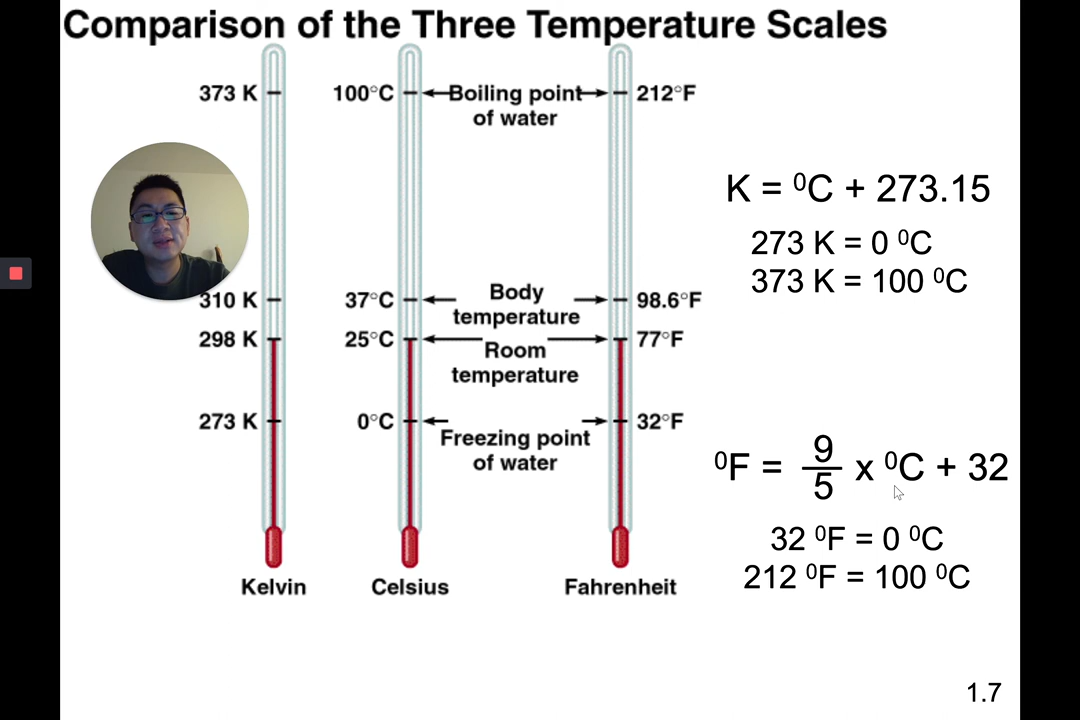 Comparison of the Three Temperature Scales
373 K
100°C
Boiling point
of water
212°F
K = ⁰C + 273.15
273 K = 0 ⁰C
373 K = 100 ⁰C
310 K
37°C
Body
temperature
98.6°F
298 K
25°C
Room
temperature
77°F
273 K
0°C
Freezing point
of water
32°F
⁰F = 9/5 x ⁰C + 32
32 ⁰F = 0 ⁰C
212 ⁰F = 100 ⁰C
Kelvin
Celsius
Fahrenheit
1.7